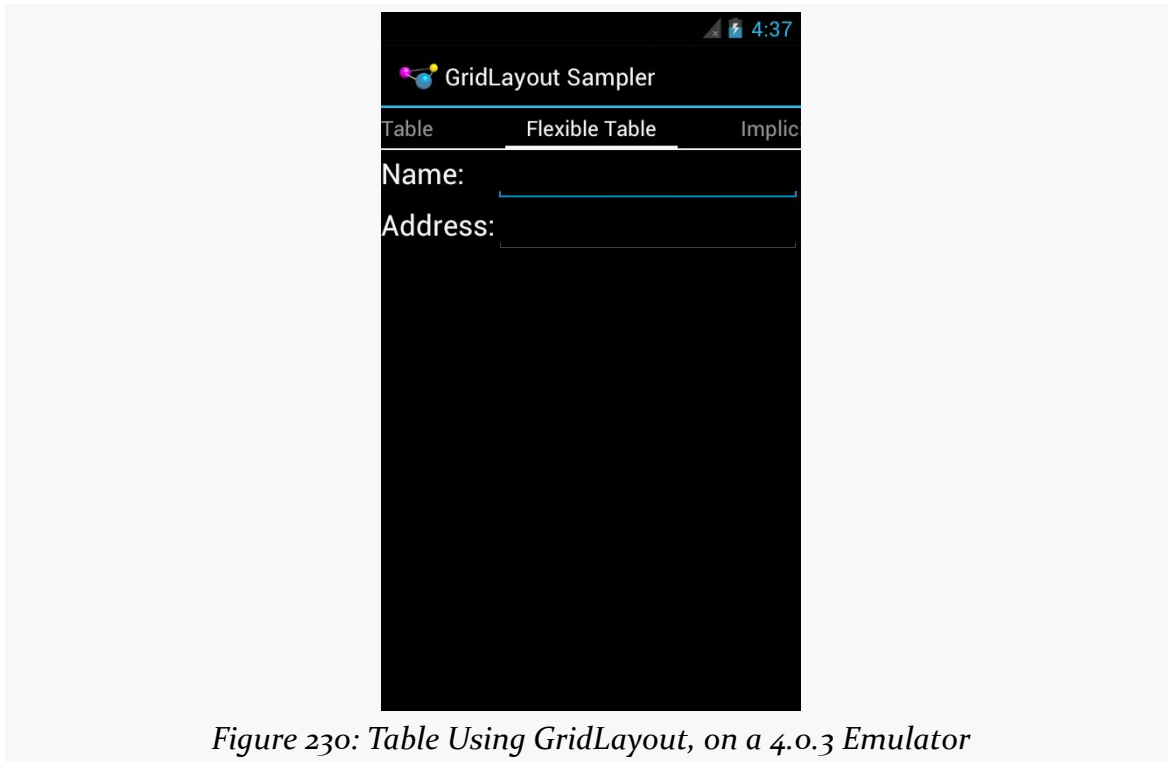 4:37
GridLayout Sampler
Table Flexible Table Implic
Name:
Address:
Figure 230: Table Using GridLayout, on a 4.0.3 Emulator